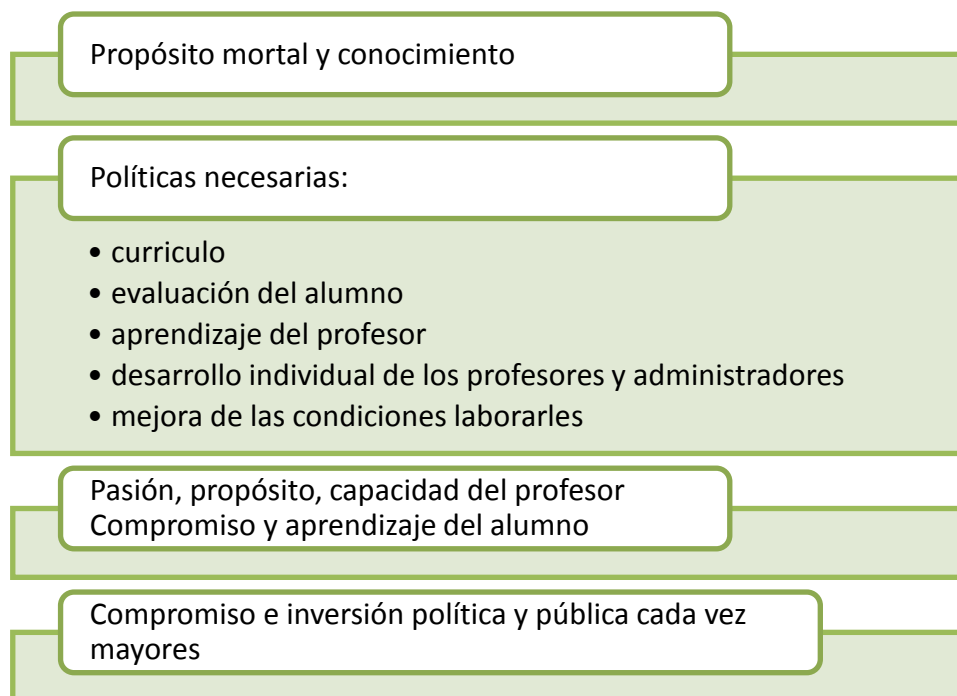 Propósito mortal y conocimiento
Políticas necesarias:
• curriculo
• evaluación del alumno
• aprendizaje del profesor
• desarrollo individual de los profesores y administradores
• mejora de las condiciones laborarles
Pasión, propósito, capacidad del profesor
Compromiso y aprendizaje del alumno
Compromiso e inversión política y pública cada vez
mayores